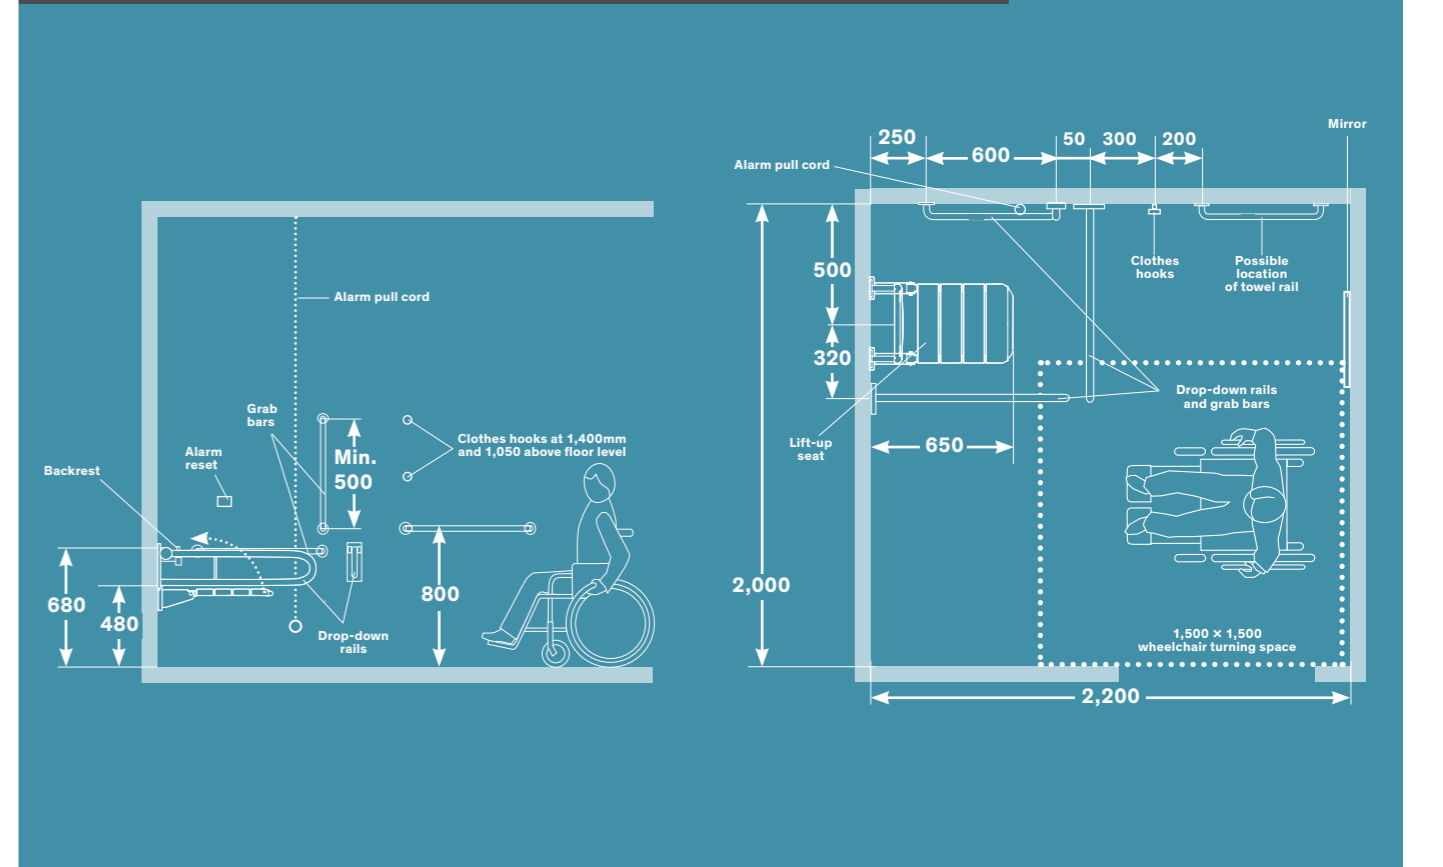 Alarm pull cord
Grab
bars
Min.
500
Clothes hooks at 1,400mm
and 1,050 above floor level
Alarm
reset
Backrest
680
480
800
Drop-down
rails
Mirror
250
600
50
300
200
Alarm pull cord
500
320
Clothes
hooks
Possible
location
of towel rail
Drop-down rails
and grab bars
Lift-up
seat
650
2,000
1,500 × 1,500
wheelchair turning space
2,200